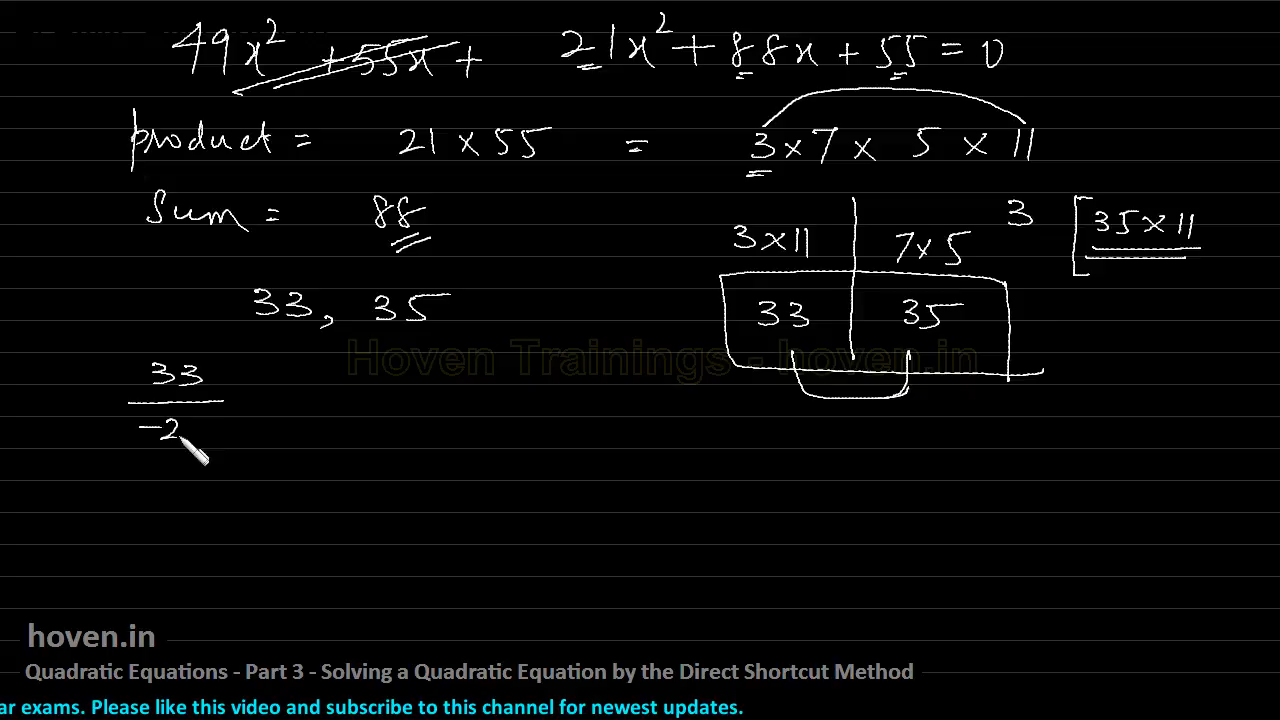 49x² +55x+ 21x² + 88x + 55 = 0
product = 21 × 55 = 3 × 7 × 5 × 11
Sum = 88
3 × 11 7 × 5 3 [35 × 11
33, 35 33 35
Hoven Trainings - hoven.in
33
-2
hoven.in
Quadratic Equations - Part 3 - Solving a Quadratic Equation by the Direct Shortcut Method
ar exams. Please like this video and subscribe to this channel for newest updates.